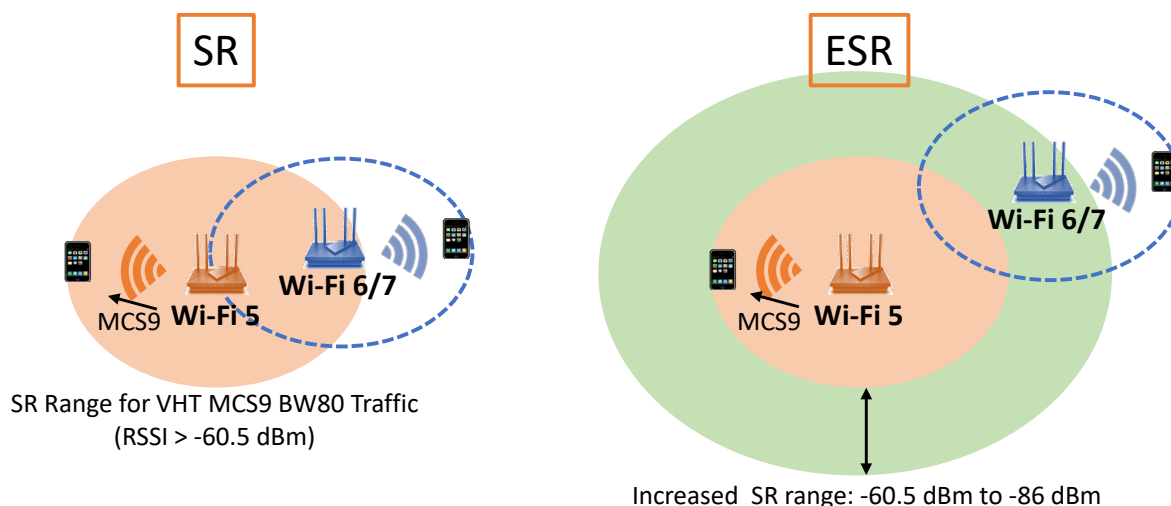 SR
Wi-Fi 6/7
MCS9
Wi-Fi 5
SR Range for VHT MCS9 BW80 Traffic
(RSSI > -60.5 dBm)
ESR
Wi-Fi 6/7
MCS9
Wi-Fi 5
Increased SR range: -60.5 dBm to -86 dBm